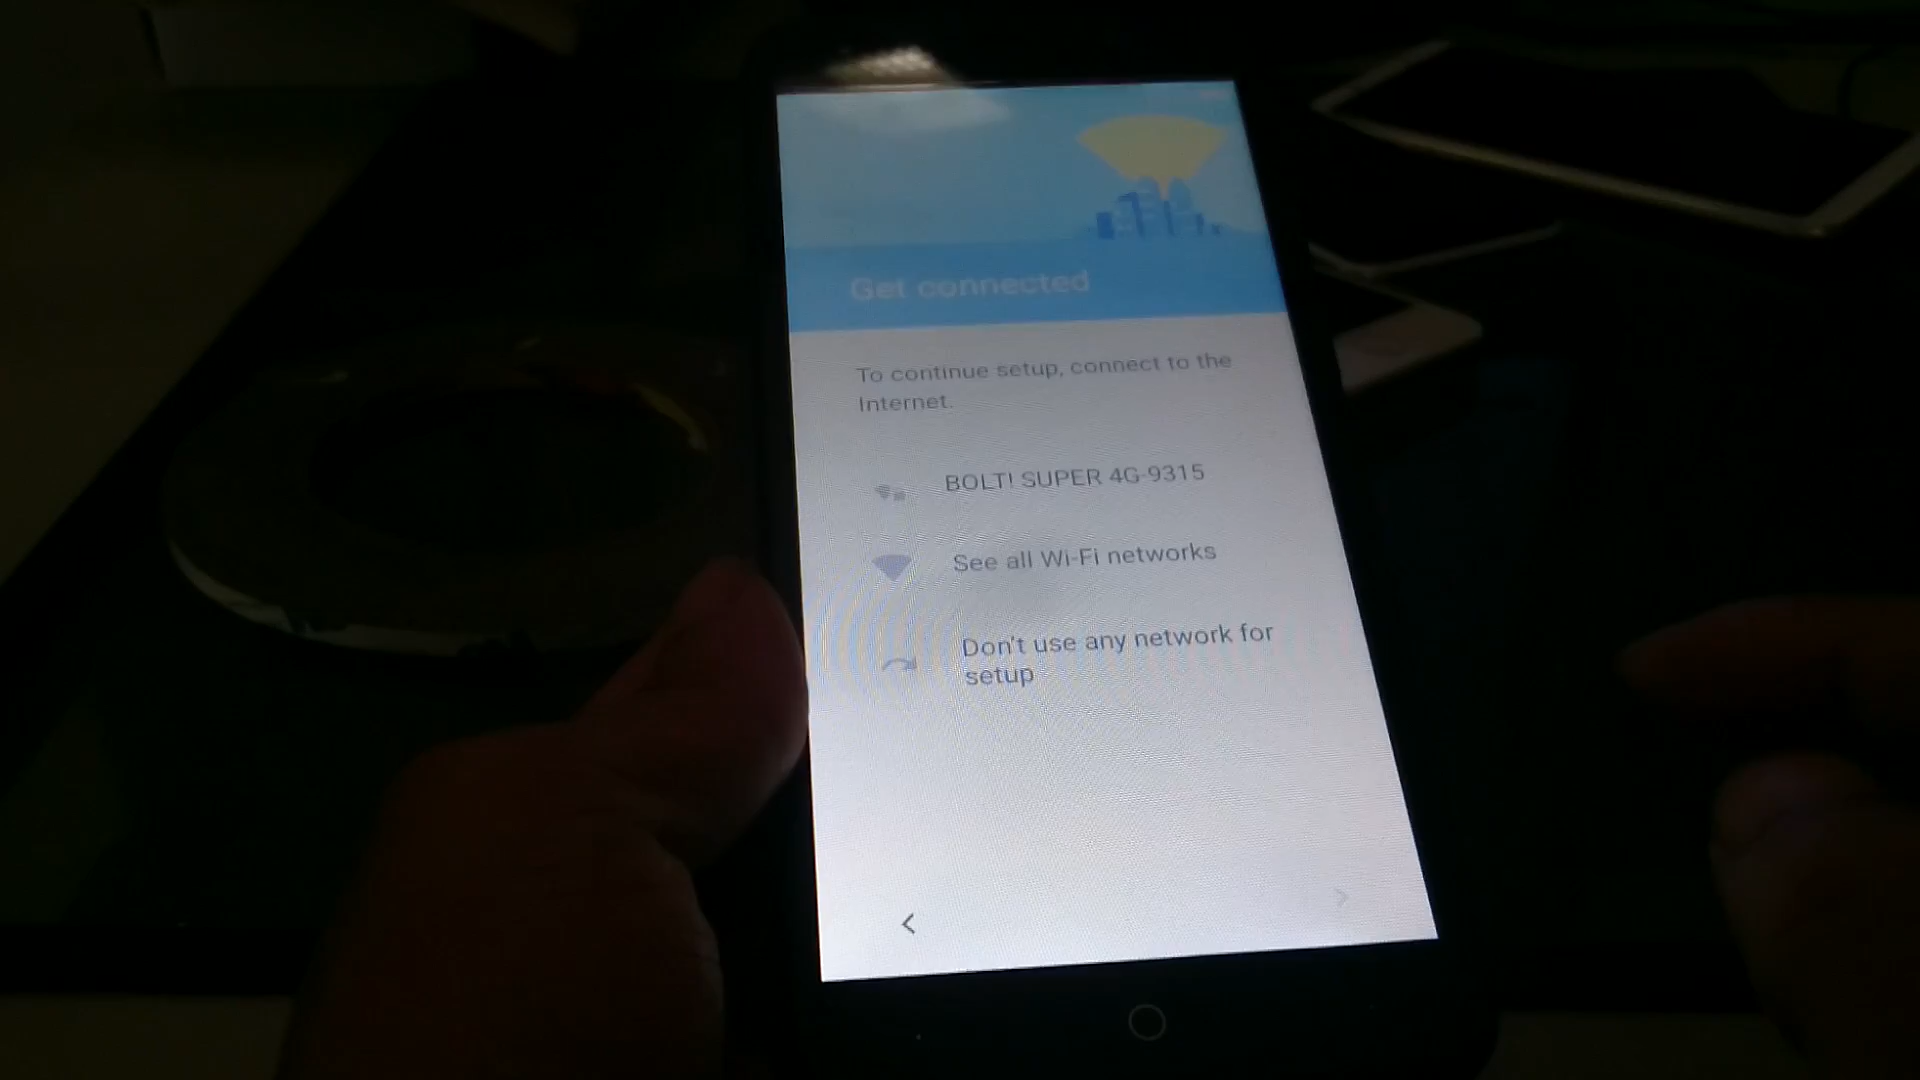 Get connected
To continue setup, connect to the
Internet.
BOLT! SUPER 4G-9315
See all Wi-Fi networks
Don't use any network for
setup